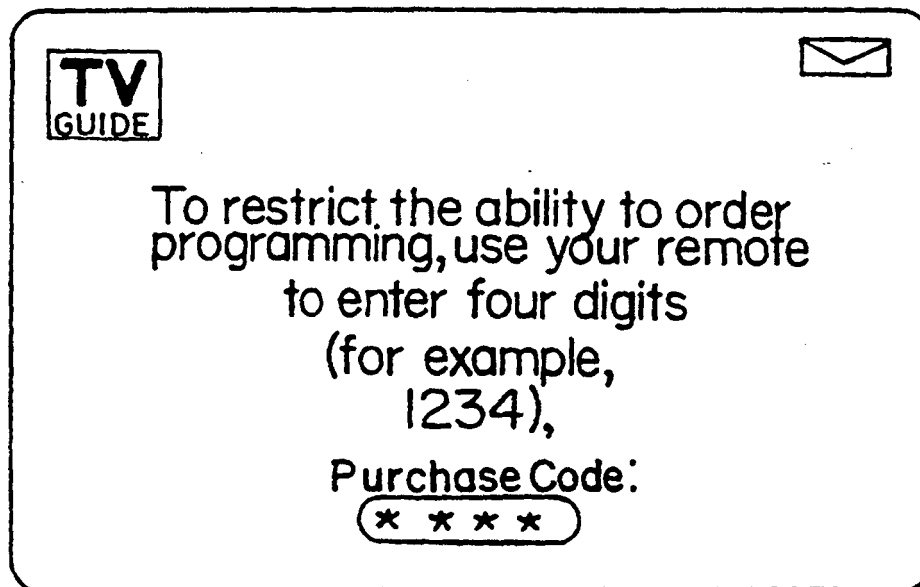 TV
GUIDE
To restrict the ability to order
programming, use your remote
to enter four digits
(for example,
1234),
Purchase Code:
* * * *